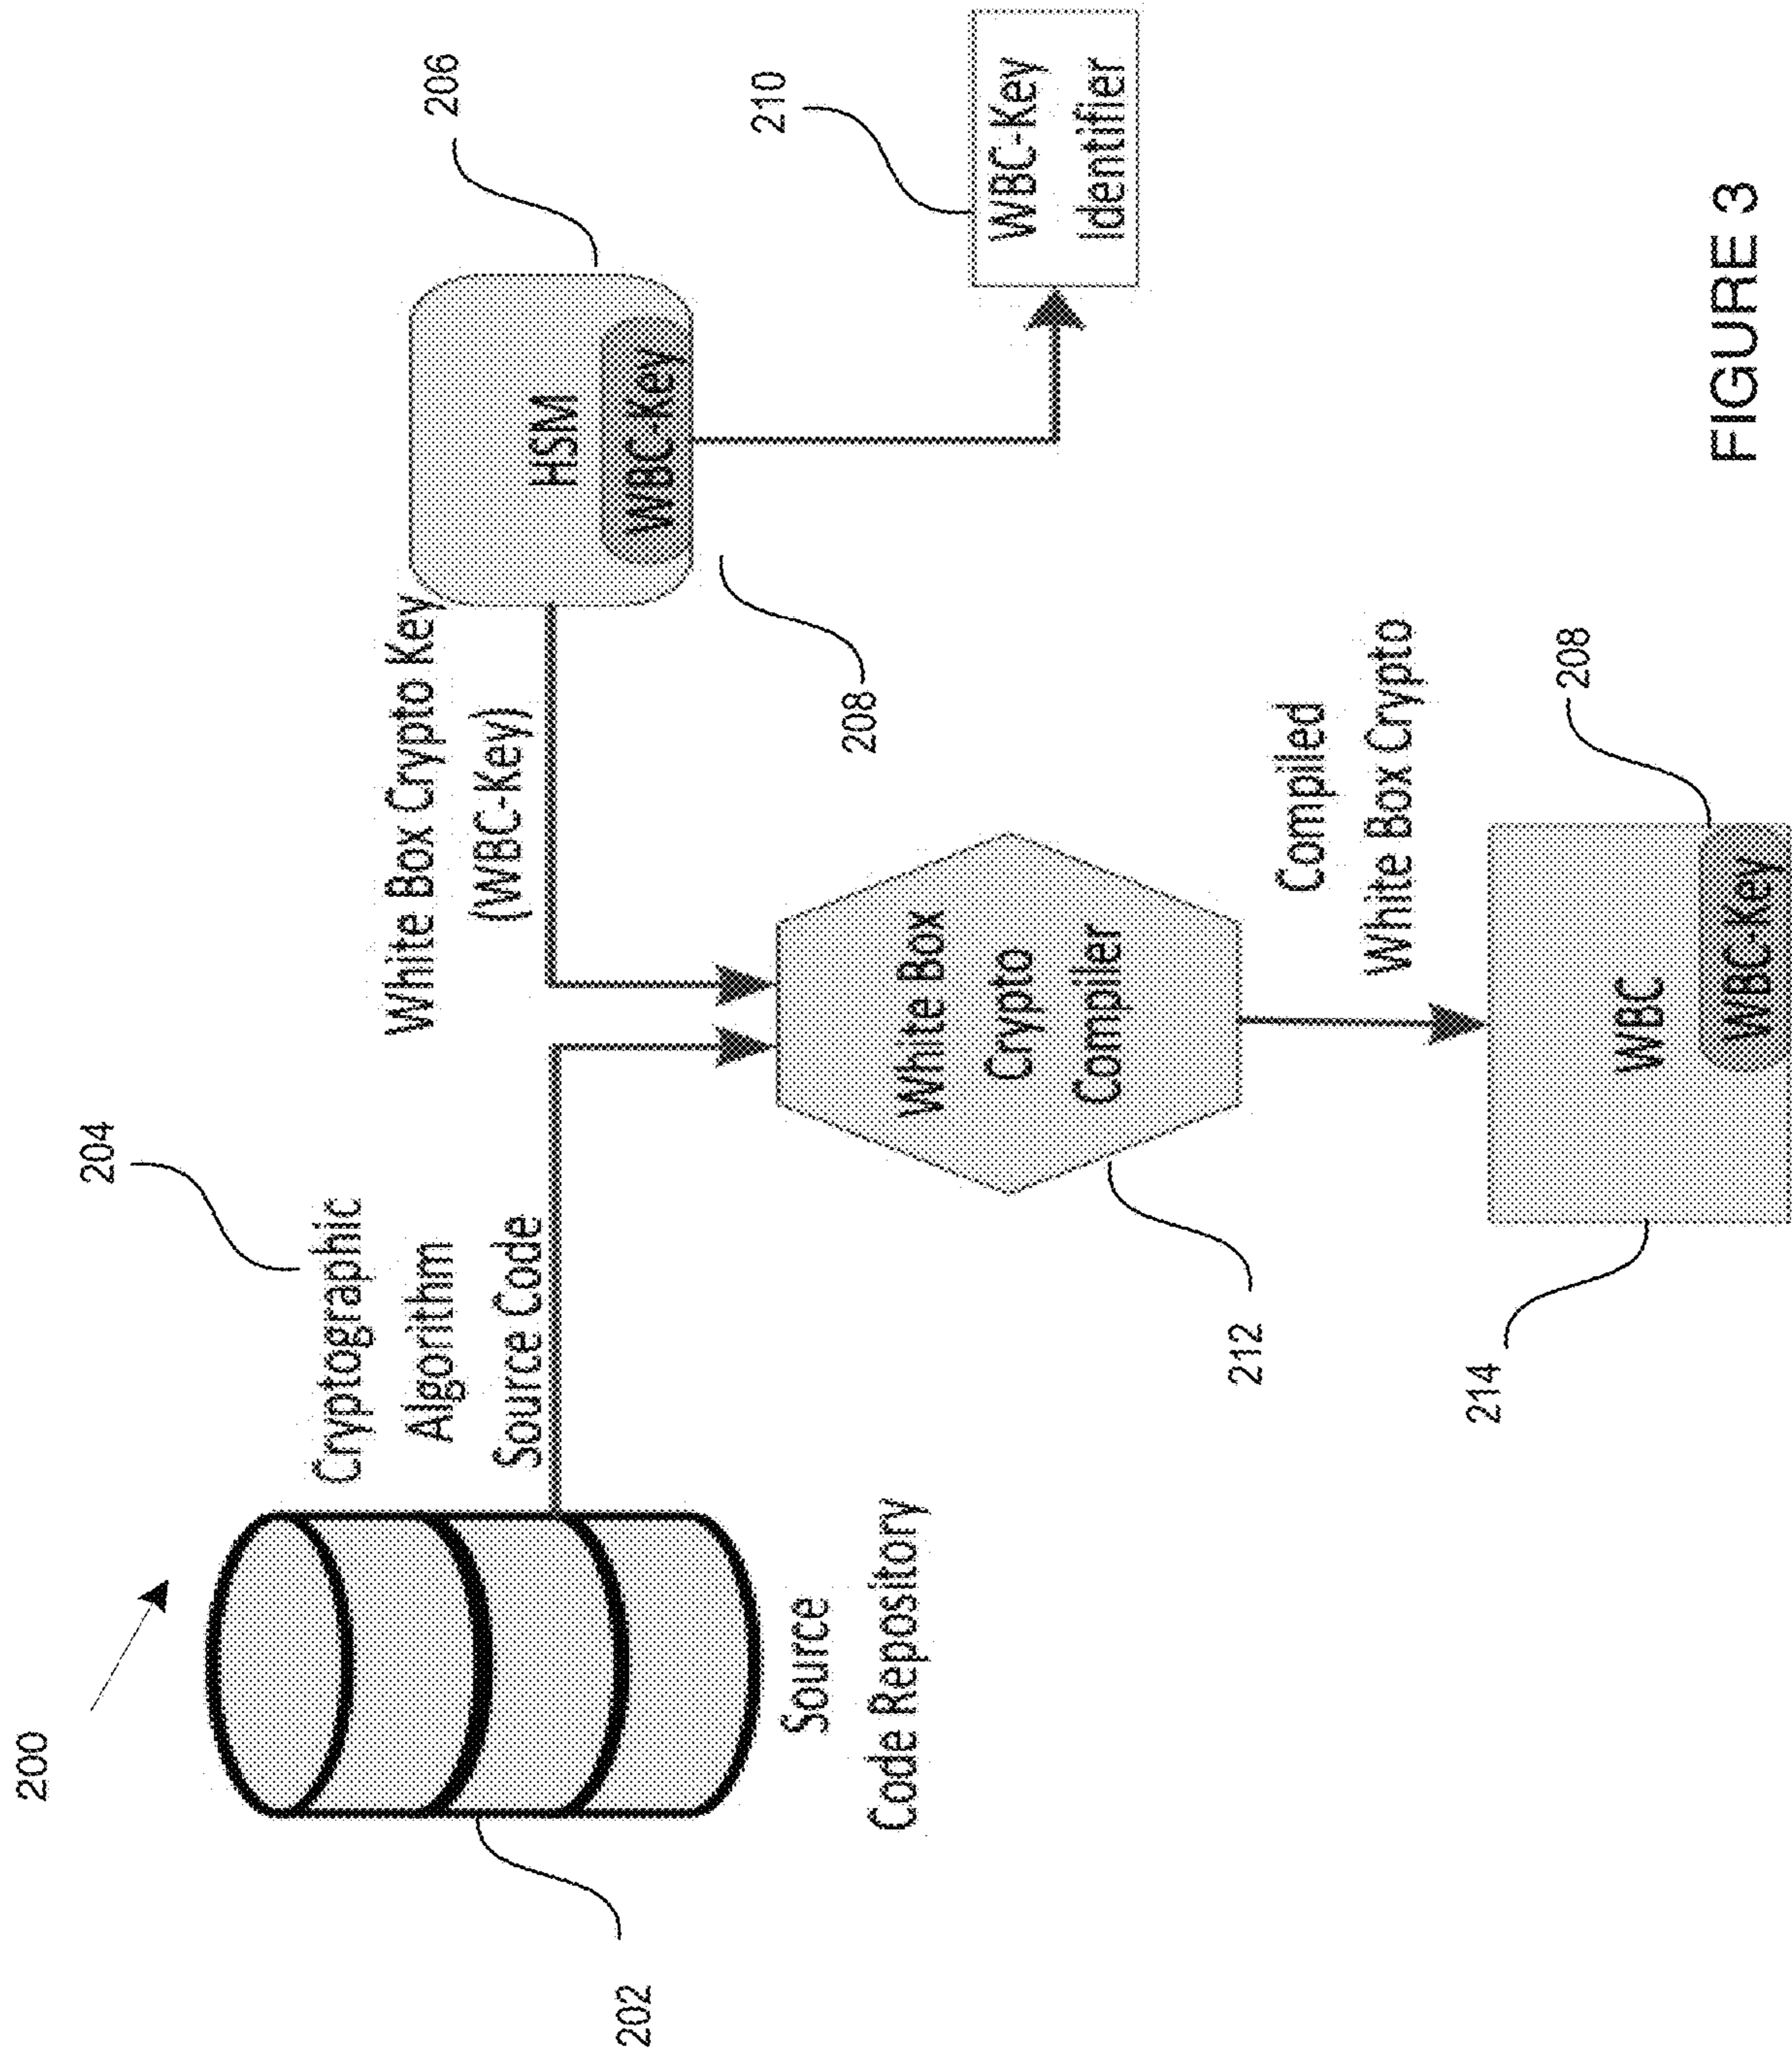 200
204
Cryptographic
Algorithm
Source Code
White Box Crypto Key
(WBC-Key)
206
HSM
WBC-Key
208
210
WBC-Key
Identifier
202
Source
Code Repository
White Box
Crypto
Compiler
212
Compiled
White Box Crypto
208
214
WBC
WBC-Key
FIGURE 3